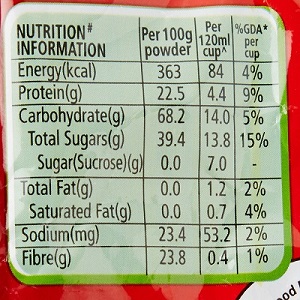 NUTRITION# INFORMATION Per 100g powder Per 120ml cup^ %GDA* per cup
Energy(kcal) 363 84 4%
Protein(g) 22.5 4.4 9%
Carbohydrate(g) 68.2 14.0 5%
Total Sugars(g) 39.4 13.8 15%
Sugar(Sucrose)(g) 0.0 7.0 -
Total Fat(g) 0.0 1.2 2%
Saturated Fat(g) 0.0 0.7 4%
Sodium(mg) 23.4 53.2 2%
Fibre(g) 23.8 0.4 1%